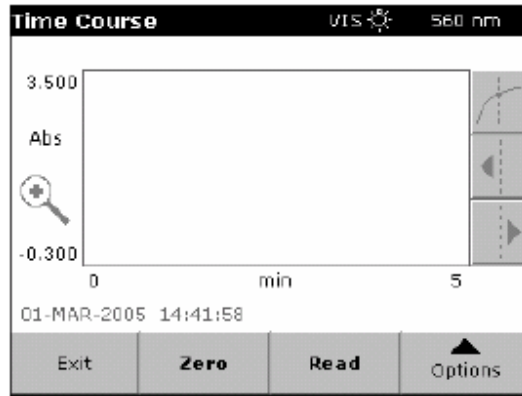 Time Course VIS 560 nm
3.500
Abs
-0.300
0 min 5
01-MAR-2005 14:41:58
Exit Zero Read Options